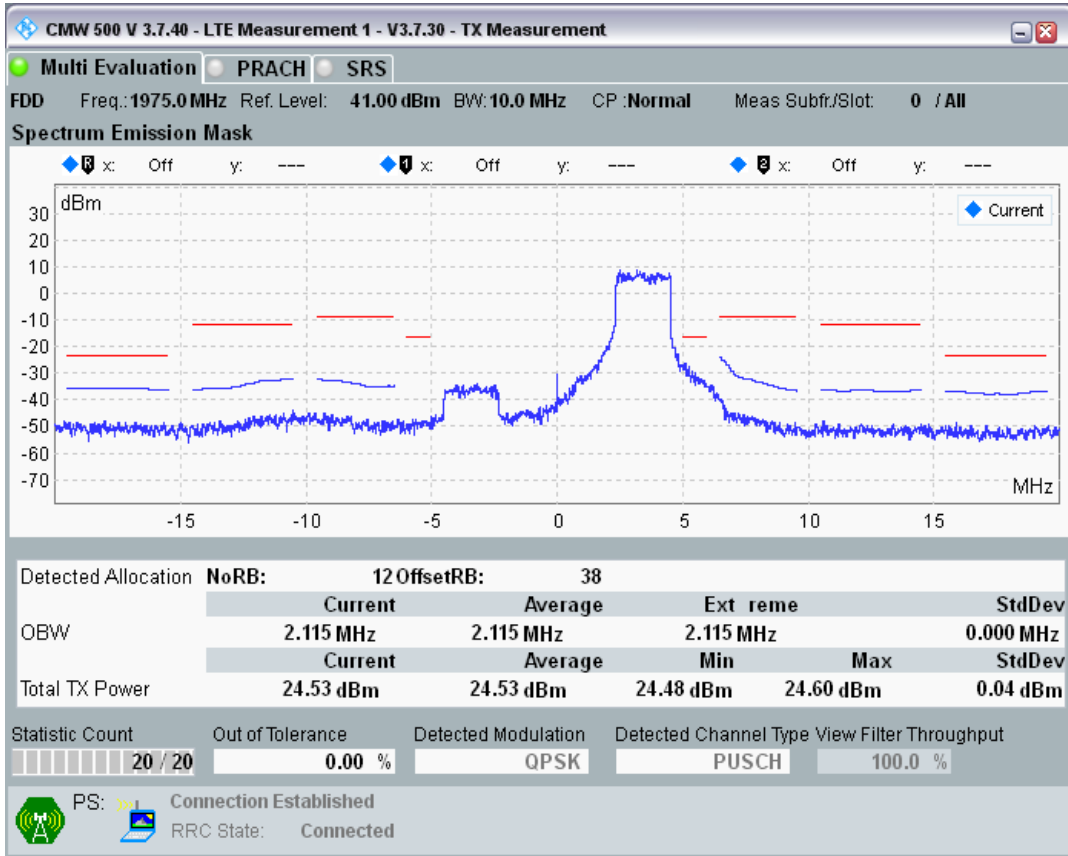 CMW 500 V 3.7.40 - LTE Measurement 1 - V3.7.30 - TX Measurement
Multi Evaluation PRACH SRS
FDD Freq.: 1975.0 MHz Ref. Level: 41.00 dBm BW: 10.0 MHz CP :Normal Meas Subfr./Slot: 0 / All
Spectrum Emission Mask
R x: Off y: --- 1 x: Off y: --- 2 x: Off y: ---
dBm
Current
30
20
10
0
-10
-20
-30
-40
-50
-60
-70
MHz
-15 -10 -5 0 5 10 15
Detected Allocation NoRB: 12 OffsetRB: 38
Current Average Ext reme StdDev
OBW 2.115 MHz 2.115 MHz 2.115 MHz 0.000 MHz
Current Average Min Max StdDev
Total TX Power 24.53 dBm 24.53 dBm 24.48 dBm 24.60 dBm 0.04 dBm
Statistic Count Out of Tolerance Detected Modulation Detected Channel Type View Filter Throughput
20 / 20 0.00 % QPSK PUSCH 100.0 %
PS: Connection Established
RRC State: Connected